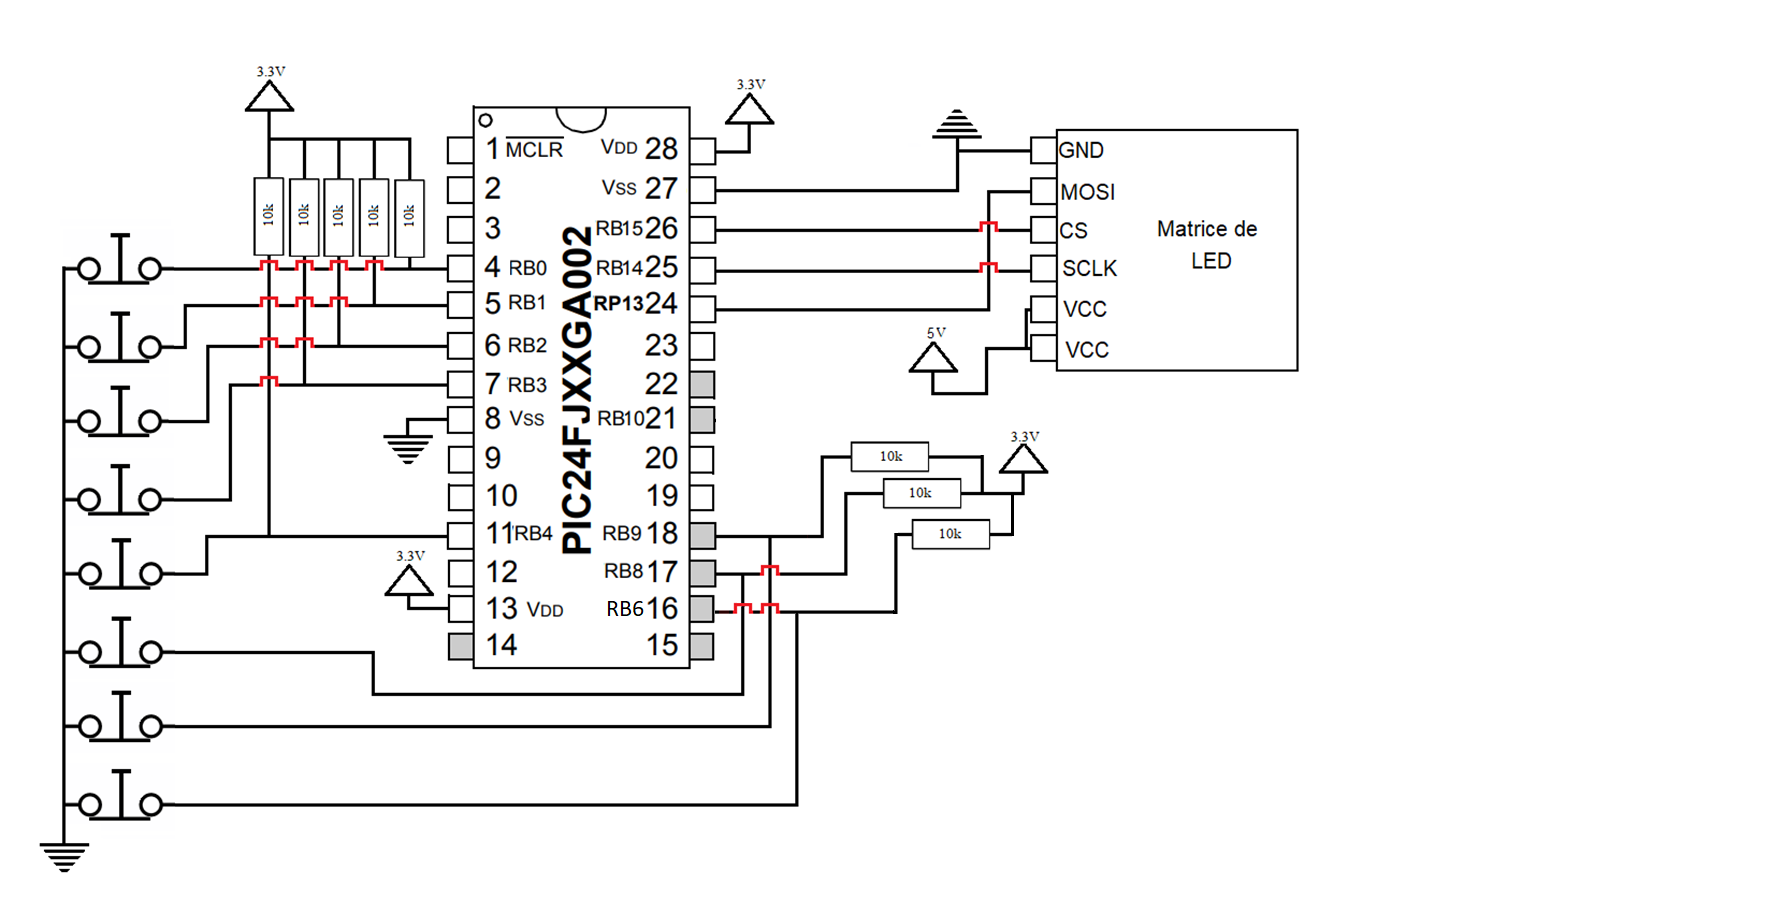 3.3V
10k
10k
10k
10k
10k
PIC24FJXXGA002
1 MCLR
2
3
4 RB0
5 RB1
6 RB2
7 RB3
8 VSS
9
10
11 RB4
12
13 VDD
14
3.3V
VDD 28
VSS 27
RB15 26
RB14 25
RP13 24
23
22
RB10 21
20
19
RB9 18
RB8 17
RB6 16
15
3.3V
GND
MOSI
CS
SCLK
VCC
VCC
Matrice de
LED
5V
3.3V
10k
10k
10k